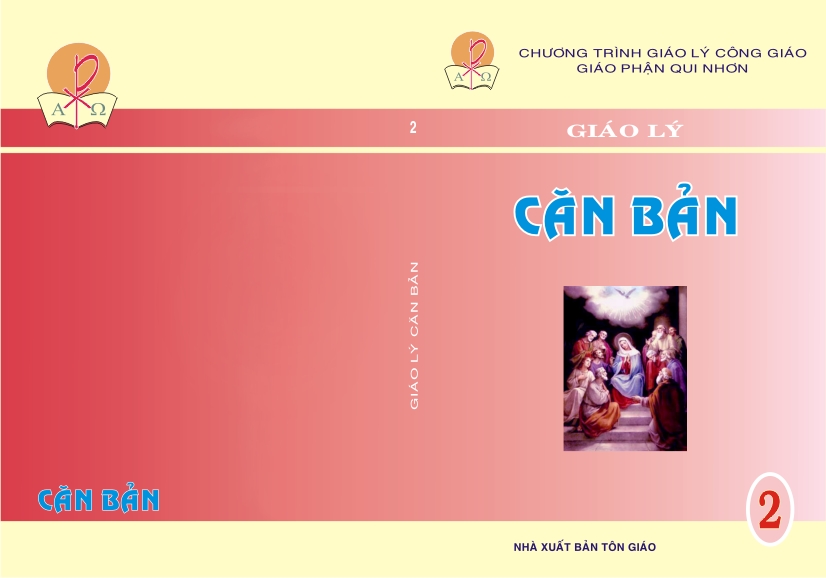 Α Ω
CĂN BẢN
2
GIÁO LÝ CĂN BẢN
Α Ω
CHƯƠNG TRÌNH GIÁO LÝ CÔNG GIÁO
GIÁO PHẬN QUI NHƠN
GIÁO LÝ
CĂN BẢN
2
NHÀ XUẤT BẢN TÔN GIÁO